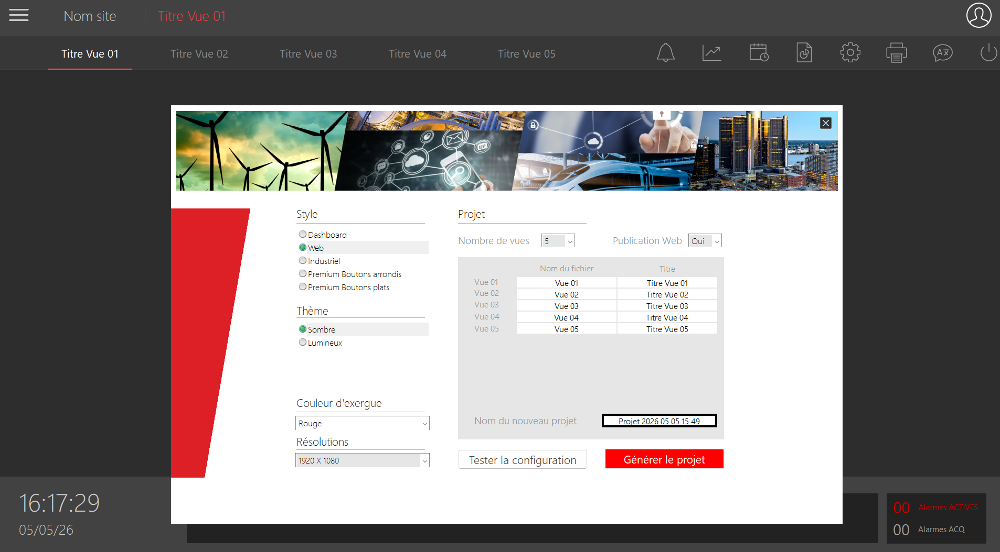 Nom site
Titre Vue 01
Titre Vue 01
Titre Vue 02
Titre Vue 03
Titre Vue 04
Titre Vue 05
Style
Dashboard
Web
Industriel
Premium Boutons arrondis
Premium Boutons plats
Thème
Sombre
Lumineux
Couleur d'exergue
Rouge
Résolutions
1920 X 1080
Projet
Nombre de vues 5
Publication Web Oui
Nom du fichier Titre
Vue 01 Vue 01 Titre Vue 01
Vue 02 Vue 02 Titre Vue 02
Vue 03 Vue 03 Titre Vue 03
Vue 04 Vue 04 Titre Vue 04
Vue 05 Vue 05 Titre Vue 05
Nom du nouveau projet Projet 2026 05 05 15 49
Tester la configuration
Générer le projet
16:17:29
05/05/26
00 Alarmes ACTIVES
00 Alarmes ACQ